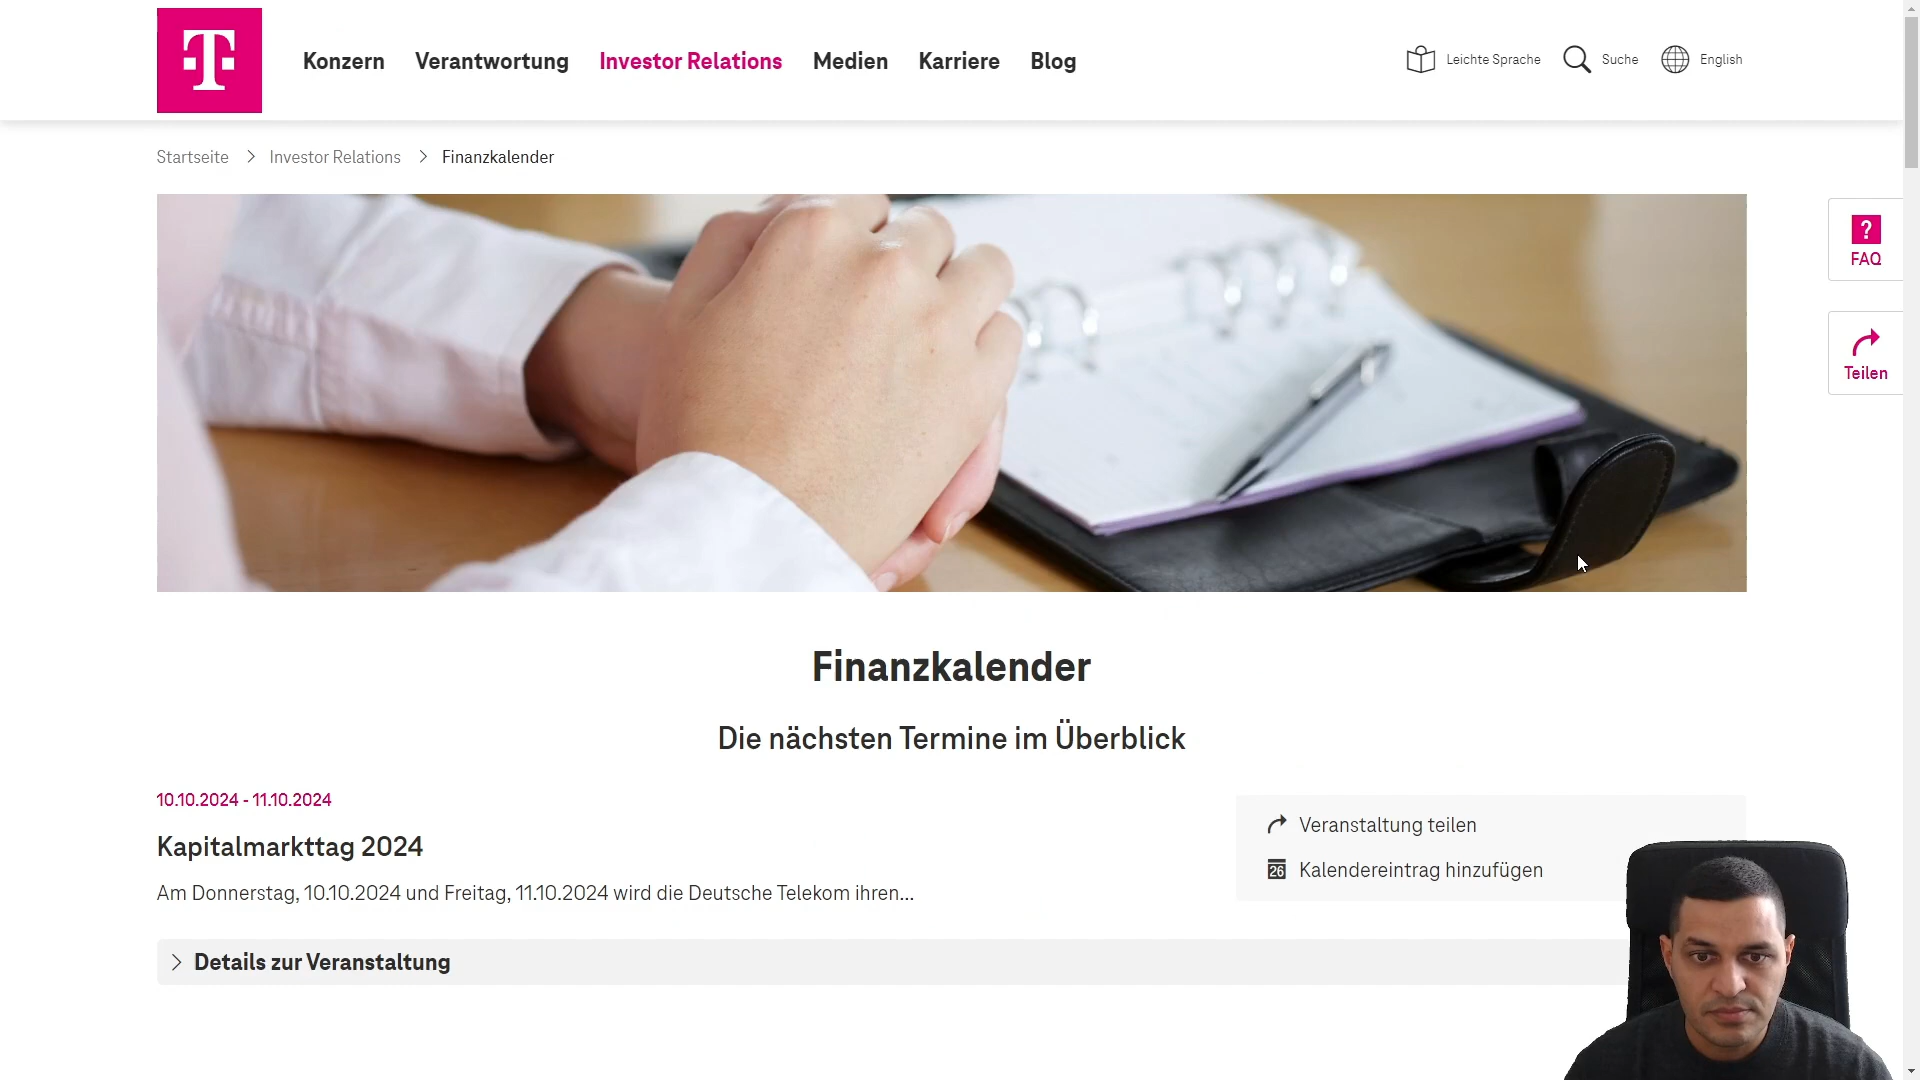 T
Konzern Verantwortung Investor Relations Medien Karriere Blog Leichte Sprache Suche English
Startseite > Investor Relations > Finanzkalender
?
FAQ
Teilen
Finanzkalender
Die nächsten Termine im Überblick
10.10.2024 - 11.10.2024
Kapitalmarkttag 2024
Am Donnerstag, 10.10.2024 und Freitag, 11.10.2024 wird die Deutsche Telekom ihren...
Veranstaltung teilen
26 Kalendereintrag hinzufügen
Details zur Veranstaltung